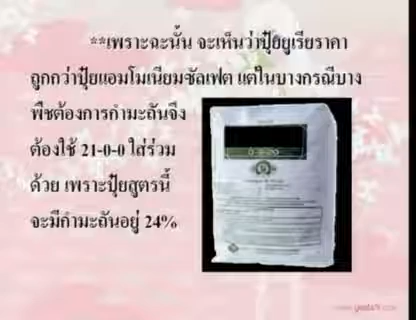 **เพราะฉะนั้น จะเห็นว่าปุ๋ยยูเรียราคา
ถูกกว่าปุ๋ยแอมโมเนียมซัลเฟต แต่ในบางกรณีบาง
พืชต้องการกำมะถันจึง
ต้องใช้ 21-0-0 ใส่ร่วม
ด้วย เพราะปุ๋ยสูตรนี้
จะมีกำมะถันอยู่ 24%